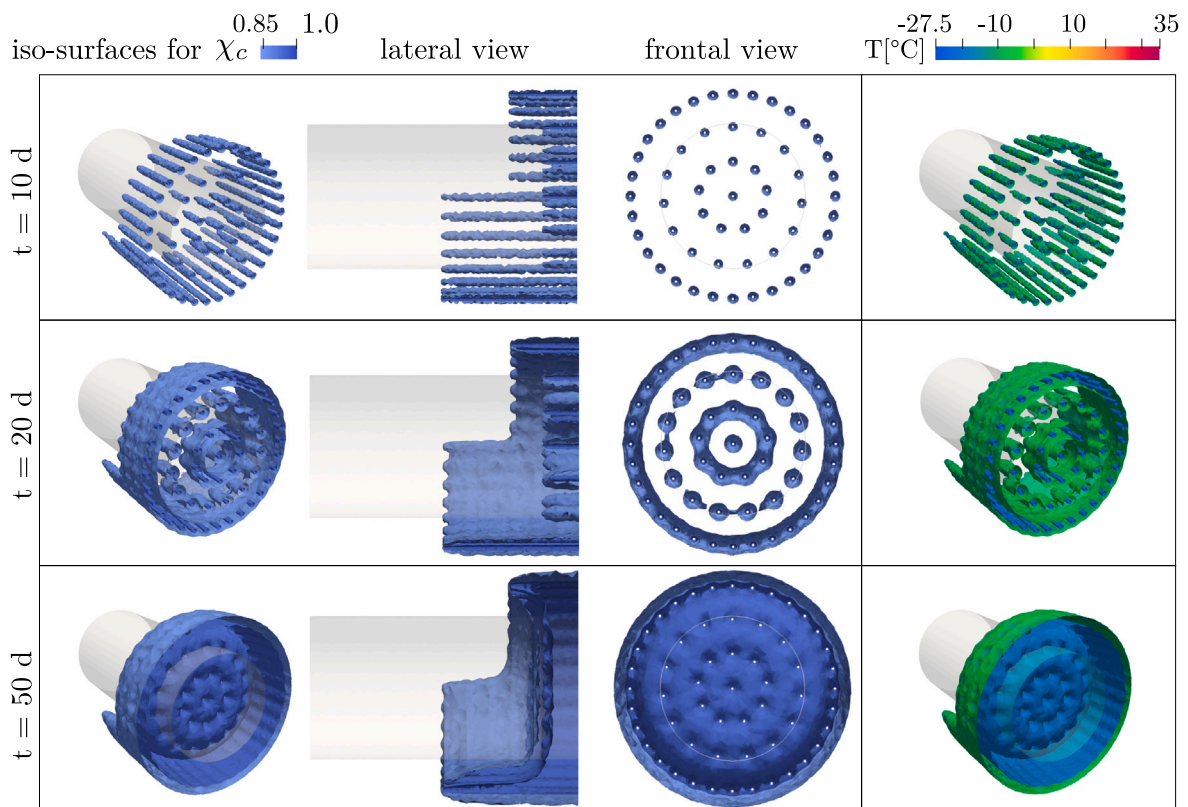 0.85 1.0
iso-surfaces for χc
lateral view
frontal view
-27.5 -10 10 35
T[°C]
t = 10 d
t = 20 d
t = 50 d